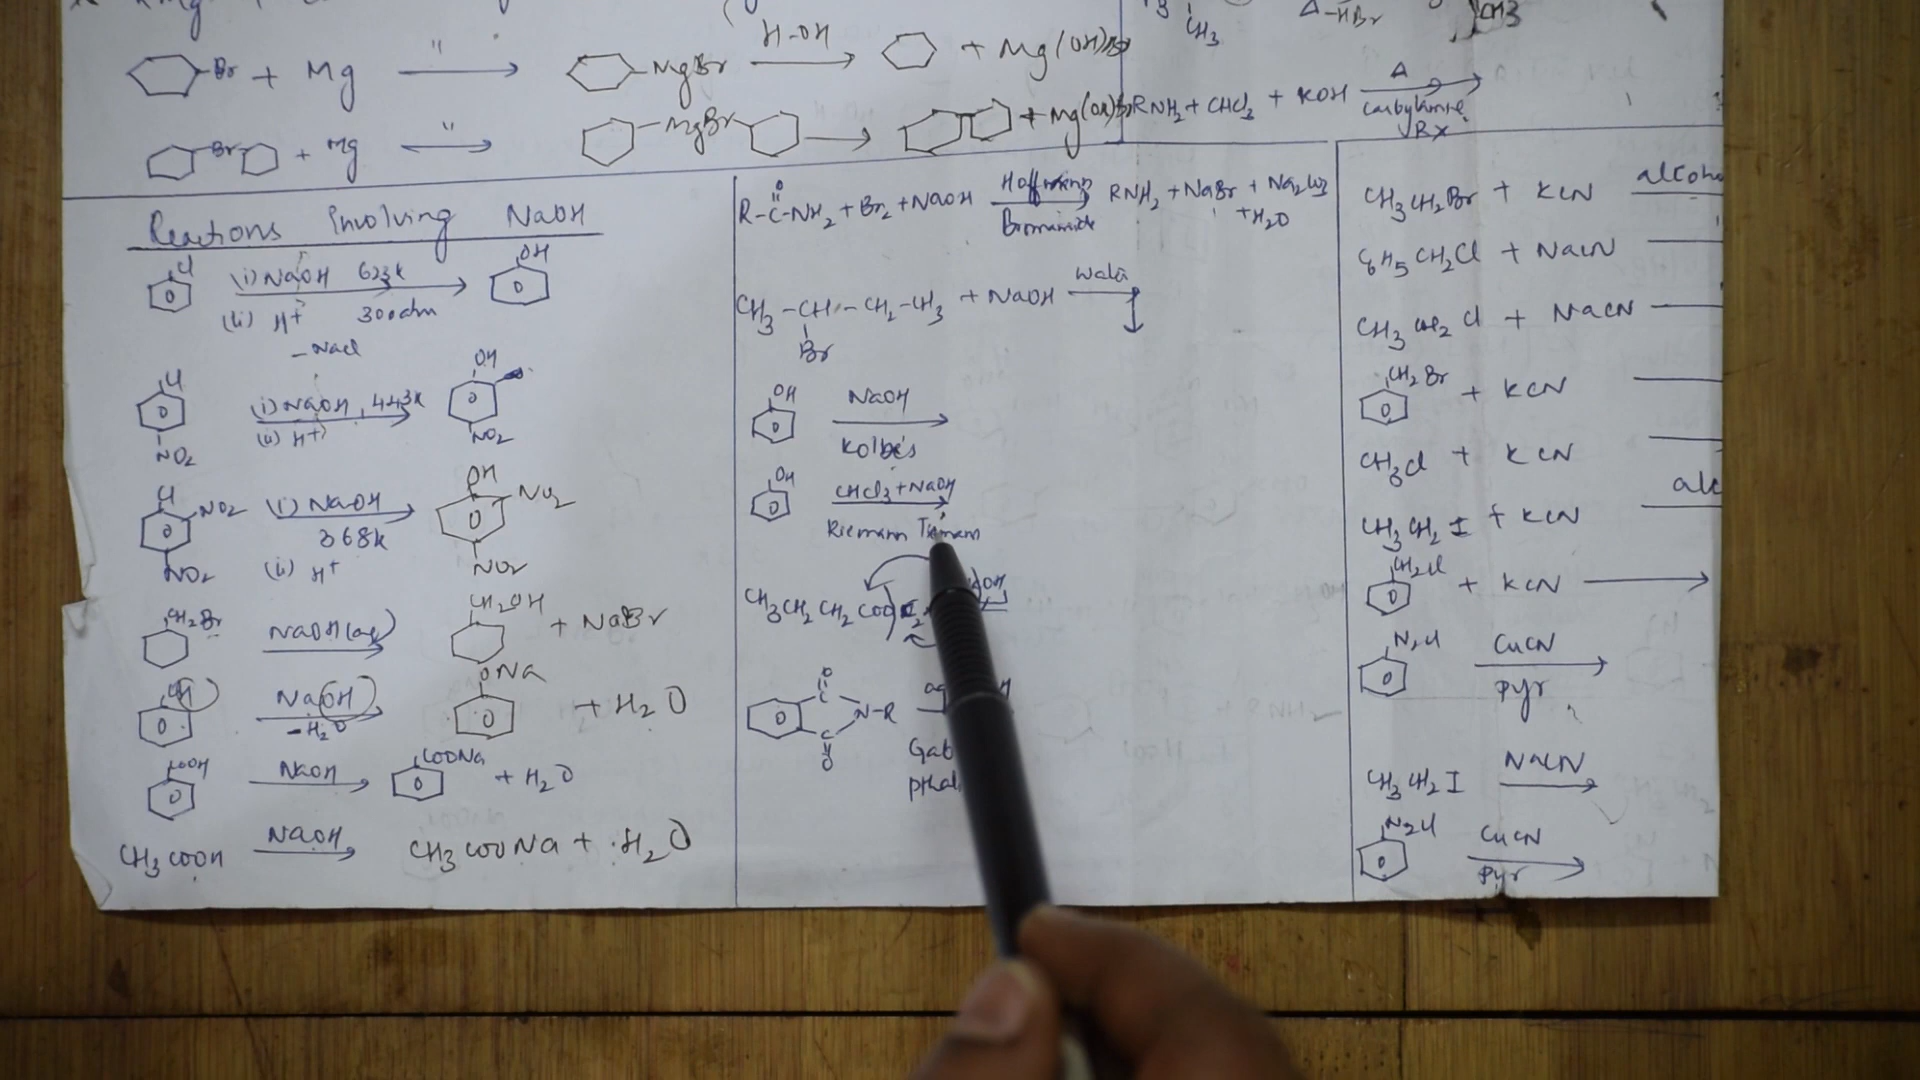 Br + Mg " MgBr H-OH + Mg(OH)Br
Br + Mg " MgBr + Mg(OH)Br
CH3
Δ-HBr
CH3
RNH2 + CHCl3 + KOH Δ carbylamine RX
Reactions Involving NaOH
Cl (i) NaOH 623K OH
(ii) H+ 300atm
- NaCl
Cl (i) NaOH, 443K OH
NO2 (ii) H+ NO2
Cl NO2 (i) NaOH OH NO2
368K
NO2 (ii) H+ NO2
CH2Br NaOH(aq) CH2OH + NaBr
OH NaOH ONa + H2O
- H2O
COOH NaOH COONa + H2O
CH3COOH NaOH CH3COONa + H2O
O
R-C-NH2 + Br2 + NaOH Hoffmann RNH2 + NaBr + Na2CO3
Bromamide + H2O
CH3-CH-CH2-CH3 + NaOH
Br
OH NaOH
Kolbe's
OH CHCl3 + NaOH
Riemann Tiemann
CH3CH2CH2COO
OH
O
C
N-R
C
O
CH3CH2Br + KCN
C6H5CH2Cl + NaCN
CH3CH2Cl + NaCN
CH2Br + KCN
CH3Cl + KCN
CH3CH2I + KCN alc
CH2Cl + KCN
N2Cl CuCN
pyr
CH3CH2I NaCN
N2Cl CuCN
pyr